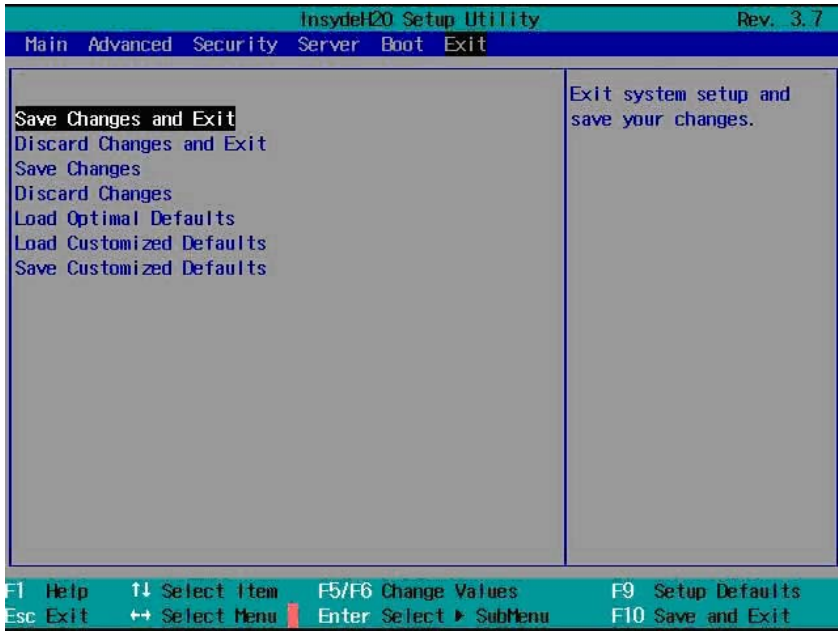 InsydeH20 Setup Utility Rev. 3.7
Main Advanced Security Server Boot Exit
Save Changes and Exit
Discard Changes and Exit
Save Changes
Discard Changes
Load Optimal Defaults
Load Customized Defaults
Save Customized Defaults
Exit system setup and
save your changes.
F1 Help ↑↓ Select Item F5/F6 Change Values F9 Setup Defaults
Esc Exit ↔ Select Menu Enter Select ▶ SubMenu F10 Save and Exit